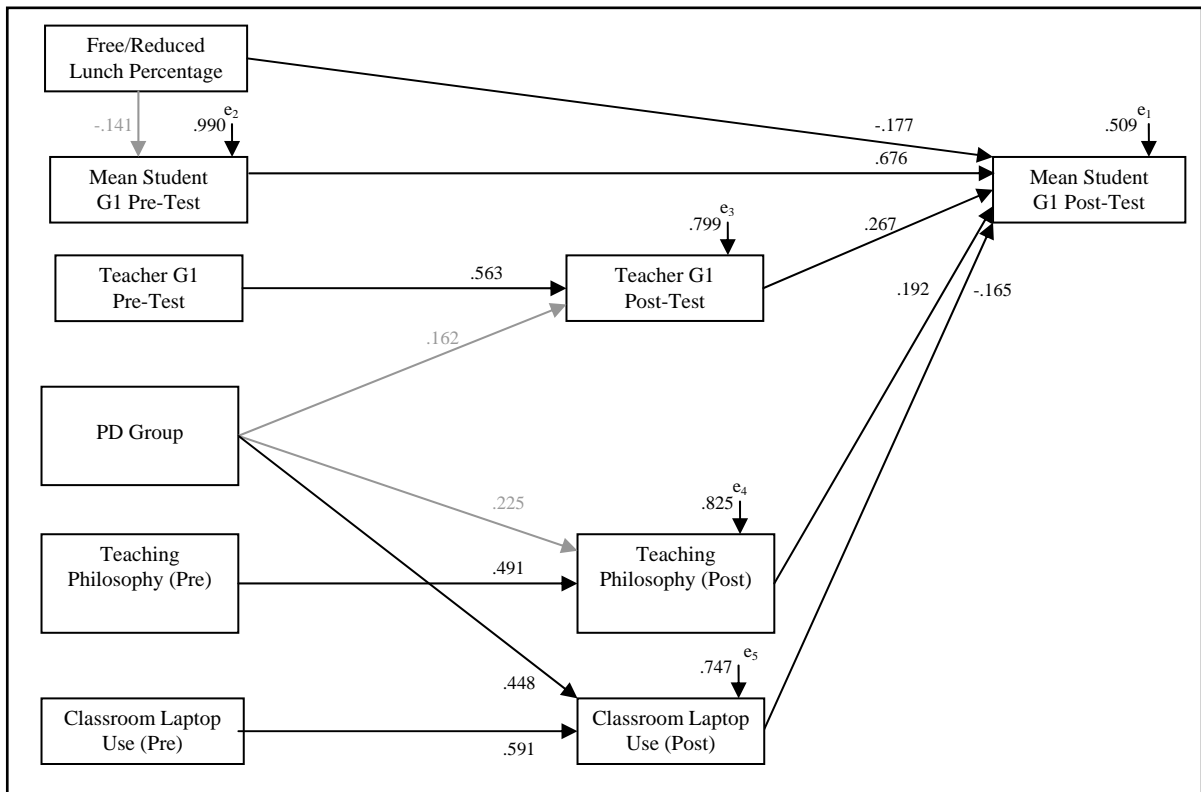 Free/Reduced
Lunch Percentage
-.141
.990
e2
-.177
.509
e1
Mean Student
G1 Pre-Test
.676
Mean Student
G1 Post-Test
.799
e3
.267
Teacher G1
Pre-Test
.563
Teacher G1
Post-Test
.192
-.165
.162
PD Group
.225
.825
e4
Teaching
Philosophy (Pre)
.491
Teaching
Philosophy (Post)
.448
.747
e5
Classroom Laptop
Use (Pre)
.591
Classroom Laptop
Use (Post)